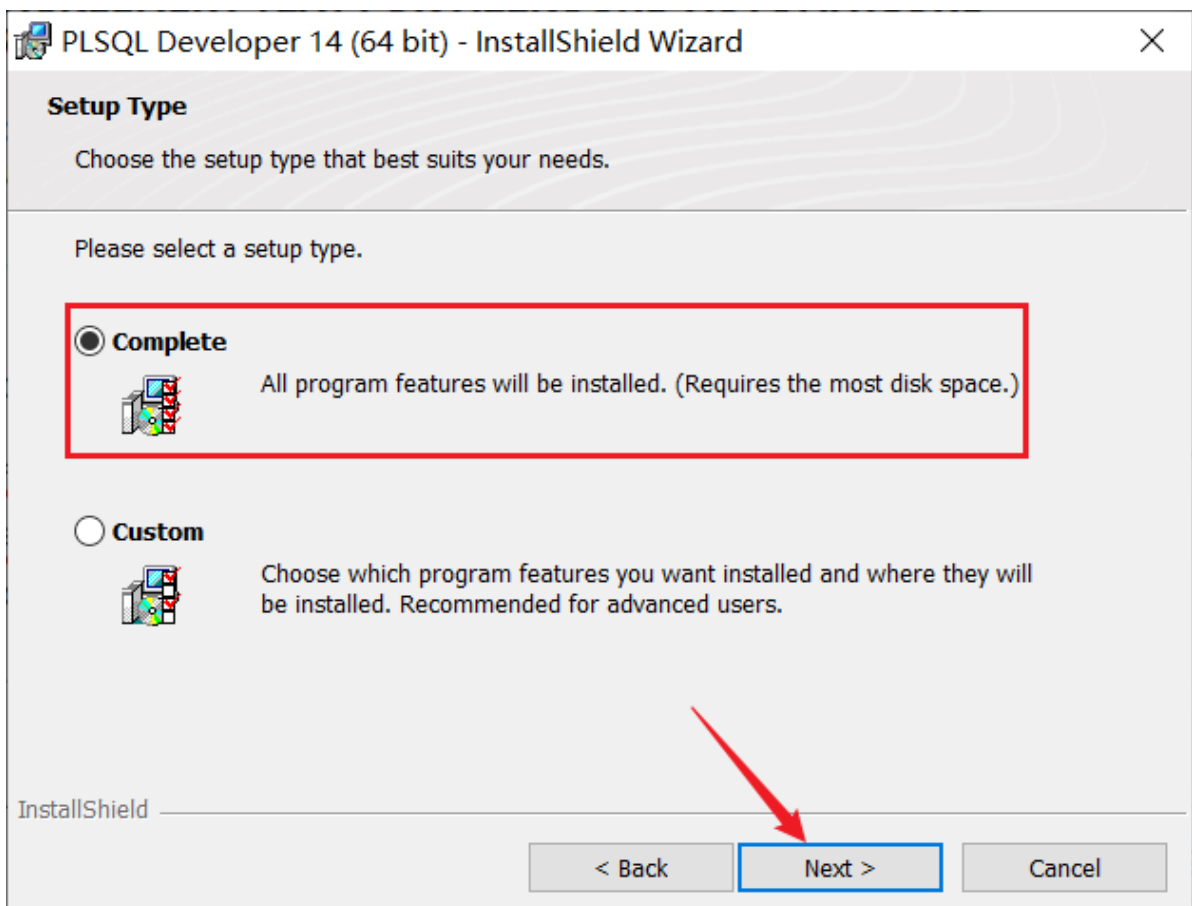 PLSQL Developer 14 (64 bit) - InstallShield Wizard
Setup Type
Choose the setup type that best suits your needs.
Please select a setup type.
Complete
All program features will be installed. (Requires the most disk space.)
Custom
Choose which program features you want installed and where they will
be installed. Recommended for advanced users.
InstallShield
< Back
Next >
Cancel